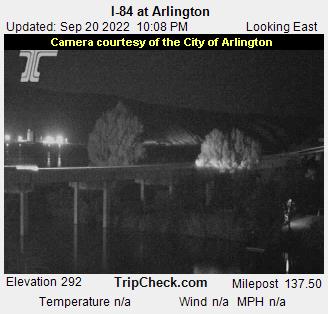 I-84 at Arlington
Updated: Sep 20 2022 10:08 PM Looking East
Camera courtesy of the City of Arlington
Elevation 292 TripCheck.com Milepost 137.50
Temperature n/a Wind n/a MPH n/a